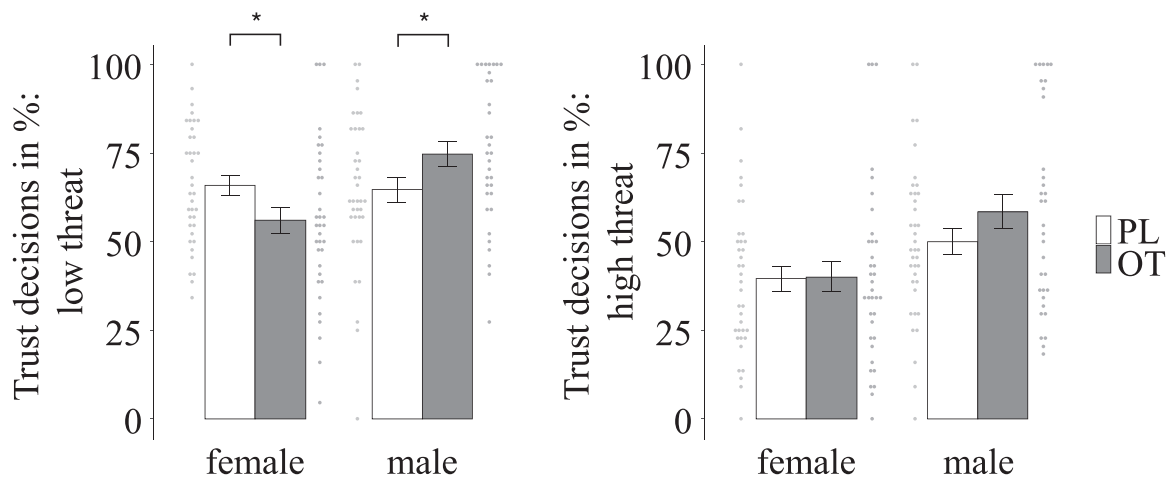 Trust decisions in %:
low threat
100
75
50
25
0
*
*
female
male
Trust decisions in %:
high threat
100
75
50
25
0
female
male
PL
OT